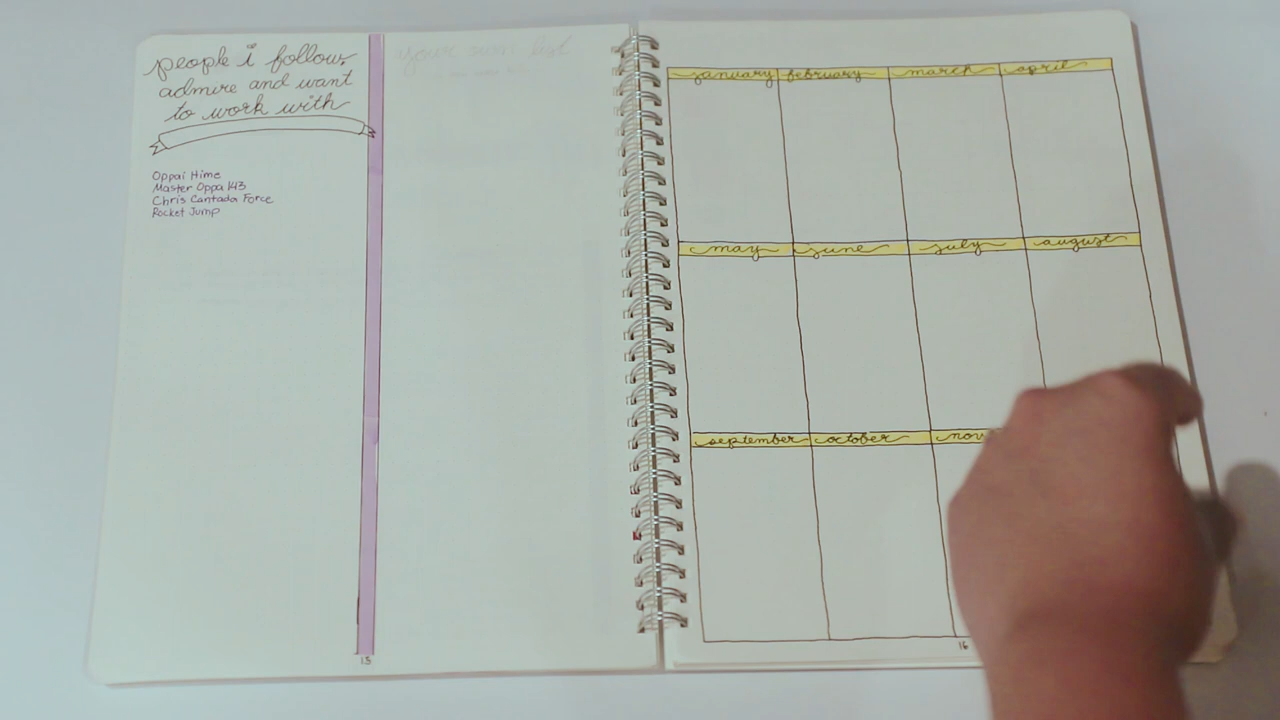 people i follow,
admire and want
to work with
Oppai Hime
Master Oppa 143
Chris Cantada Force
Rocket Jump
15
january february march april
may june july august
september october nov
16